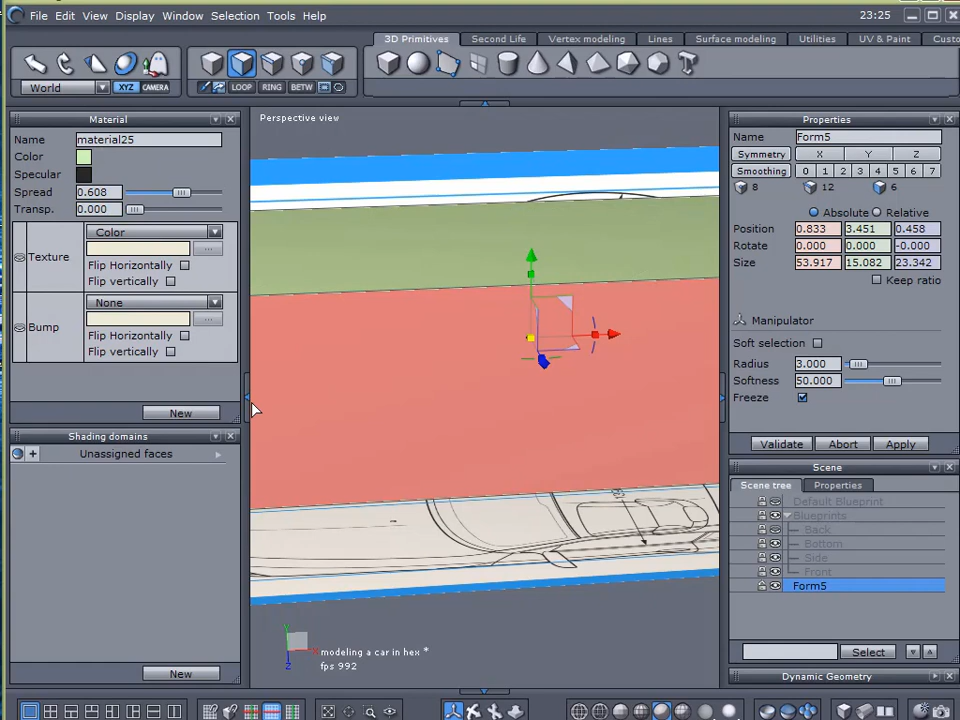 File Edit View Display Window Selection Tools Help 23:25
3D Primitives Second Life Vertex modeling Lines Surface modeling Utilities UV & Paint Custo
World XYZ CAMERA LOOP RING BETW
Material
Name material25
Color
Specular
Spread 0.608
Transp. 0.000
Texture Color
...
Flip Horizontally
Flip vertically
Bump None
...
Flip Horizontally
Flip vertically
New
Shading domains
+ Unassigned faces
New
Perspective view
Y
X
Z
modeling a car in hex *
fps 992
Properties
Name Form5
Symmetry X Y Z
Smoothing 0 1 2 3 4 5 6 7
8 12 6
Absolute Relative
Position 0.833 3.451 0.458
Rotate 0.000 0.000 -0.000
Size 53.917 15.082 23.342
Keep ratio
Manipulator
Soft selection
Radius 3.000
Softness 50.000
Freeze
Validate Abort Apply
Scene
Scene tree Properties
Default Blueprint
Blueprints
Back
Bottom
Side
Front
Form5
Select
Dynamic Geometry